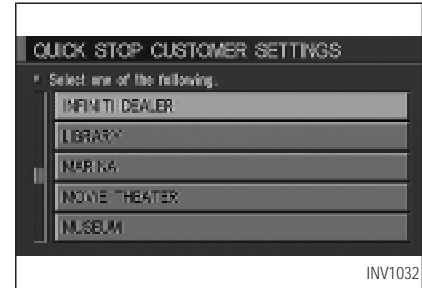 QUICK STOP CUSTOMER SETTINGS
Select one of the following.
INFINITI DEALER
LIBRARY
MARINA
MOVIE THEATER
MUSEUM
INV1032